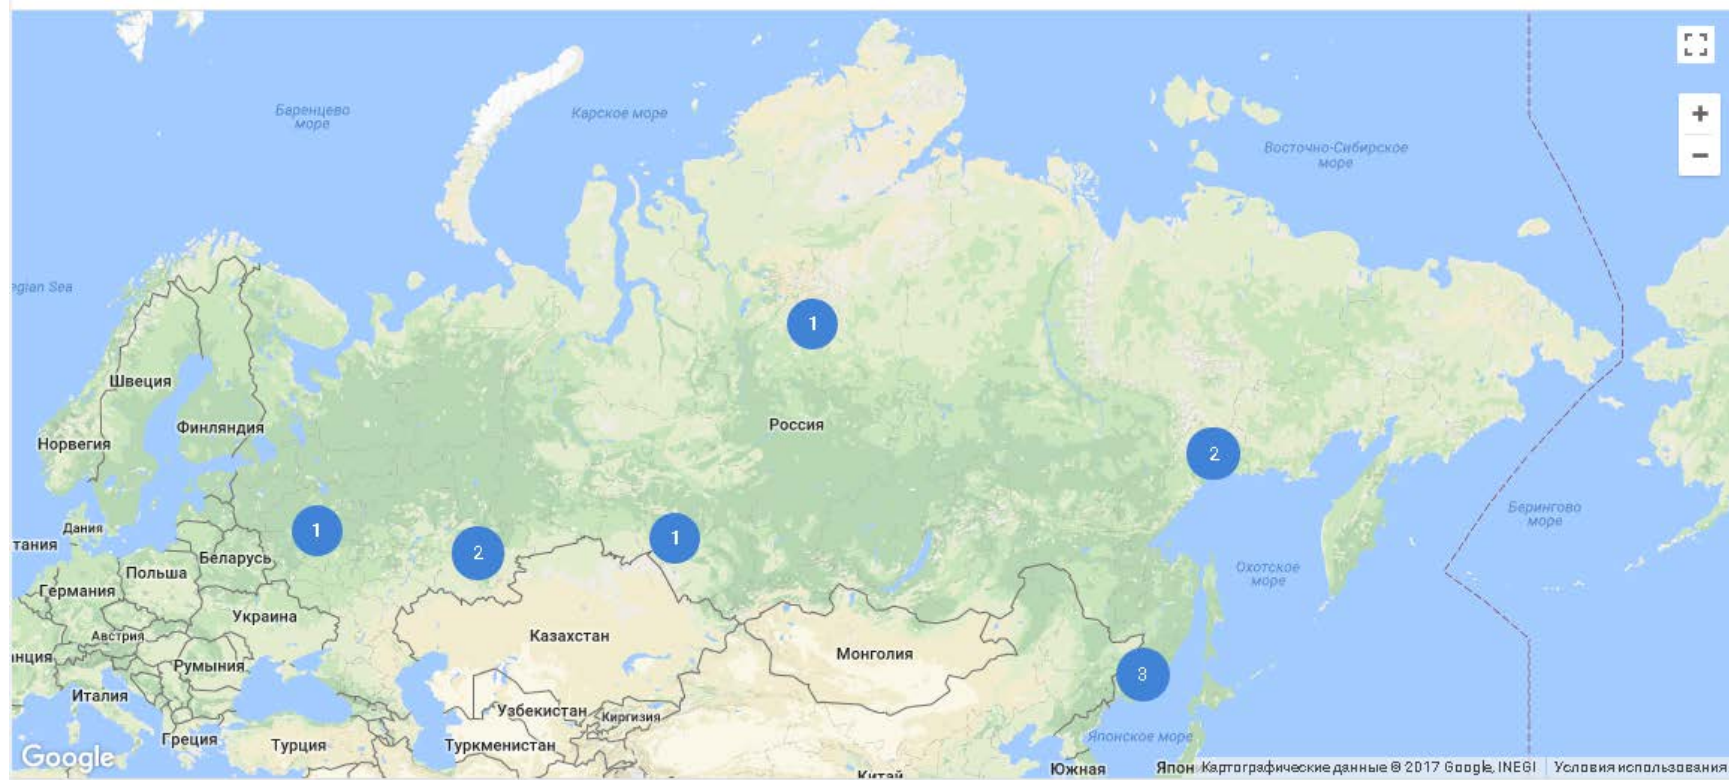 Баренцево
море
Карское море
+
Восточно-Сибирское
море
−
egian Sea
1
Швеция
Россия
Финляндия
Норвегия
2
Берингово
море
1
1
Дания
тания
Беларусь
2
Польша
Охотское
море
Германия
Украина
Австрия
Казахстан
Монголия
нция
Румыния
3
Италия
Узбекистан
Киргизия
Греция
Турция
Туркменистан
Японское море
Google
Китай
Южная
Япон
Картографические данные © 2017 Google, INEGI
Условия использования